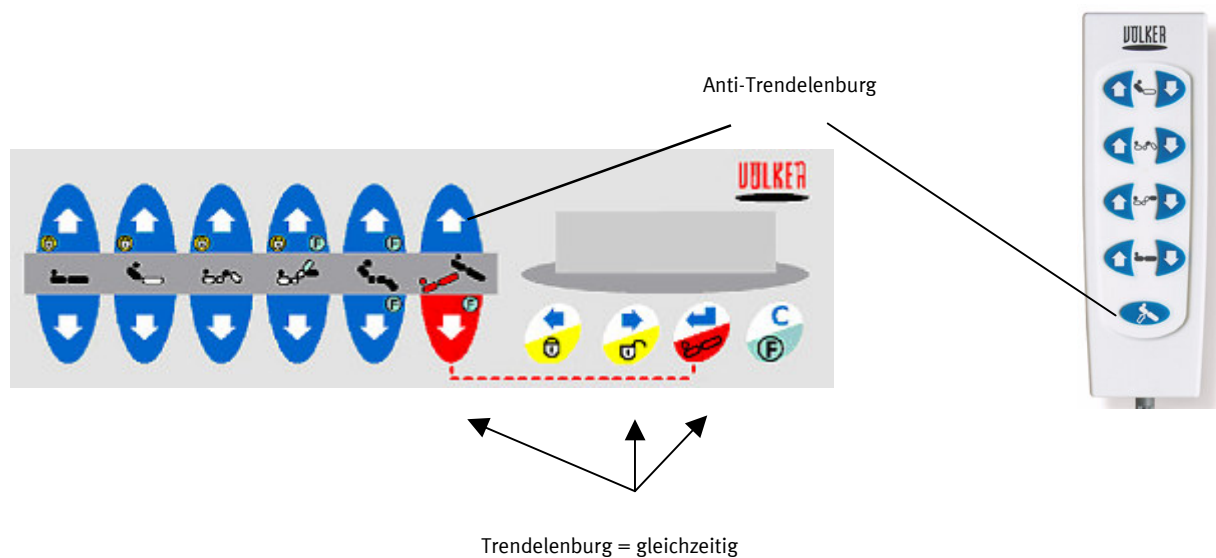 VÖLKER
Anti-Trendelenburg
VÖLKER
F
F
F
F
C
F
Trendelenburg = gleichzeitig